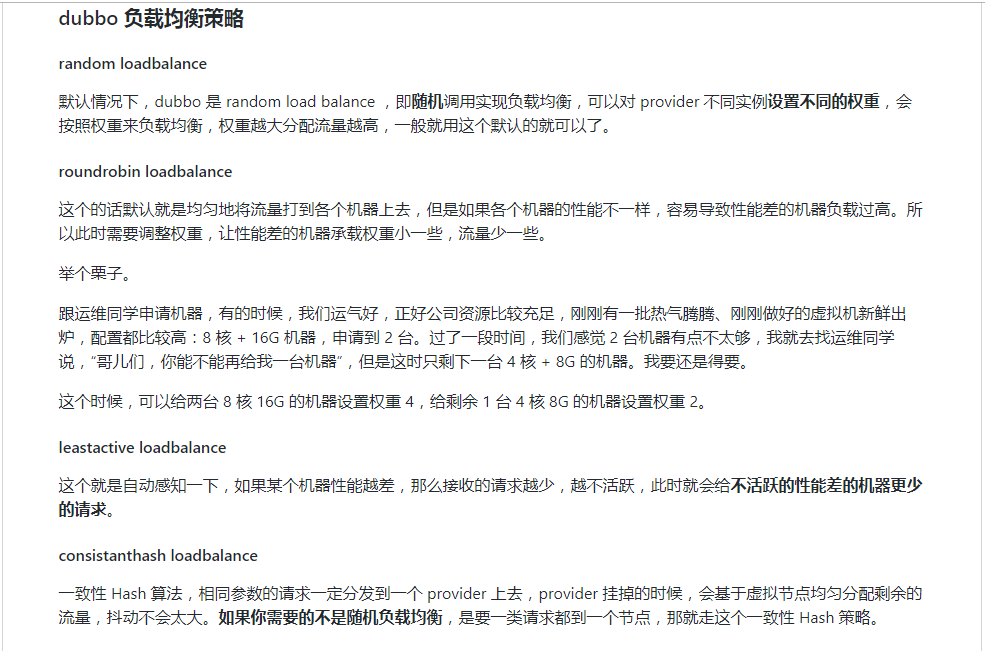 dubbo 负载均衡策略
random loadbalance
默认情况下，dubbo 是 random load balance ，即随机调用实现负载均衡，可以对 provider 不同实例设置不同的权重，会
按照权重来负载均衡，权重越大分配流量越高，一般就用这个默认的就可以了。
roundrobin loadbalance
这个的话默认就是均匀地将流量打到各个机器上去，但是如果各个机器的性能不一样，容易导致性能差的机器负载过高。所
以此时需要调整权重，让性能差的机器承载权重小一些，流量少一些。
举个栗子。
跟运维同学申请机器，有的时候，我们运气好，正好公司资源比较充足，刚刚有一批热气腾腾、刚刚做好的虚拟机新鲜出
炉，配置都比较高：8 核 + 16G 机器，申请到 2 台。过了一段时间，我们感觉 2 台机器有点不太够，我就去找运维同学
说，“哥儿们，你能不能再给我一台机器”，但是这时只剩下一台 4 核 + 8G 的机器。我要还是得要。
这个时候，可以给两台 8 核 16G 的机器设置权重 4，给剩余 1 台 4 核 8G 的机器设置权重 2。
leastactive loadbalance
这个就是自动感知一下，如果某个机器性能越差，那么接收的请求越少，越不活跃，此时就会给不活跃的性能差的机器更少
的请求。
consistanthash loadbalance
一致性 Hash 算法，相同参数的请求一定分发到一个 provider 上去，provider 挂掉的时候，会基于虚拟节点均匀分配剩余的
流量，抖动不会太大。如果你需要的不是随机负载均衡，是要一类请求都到一个节点，那就走这个一致性 Hash 策略。